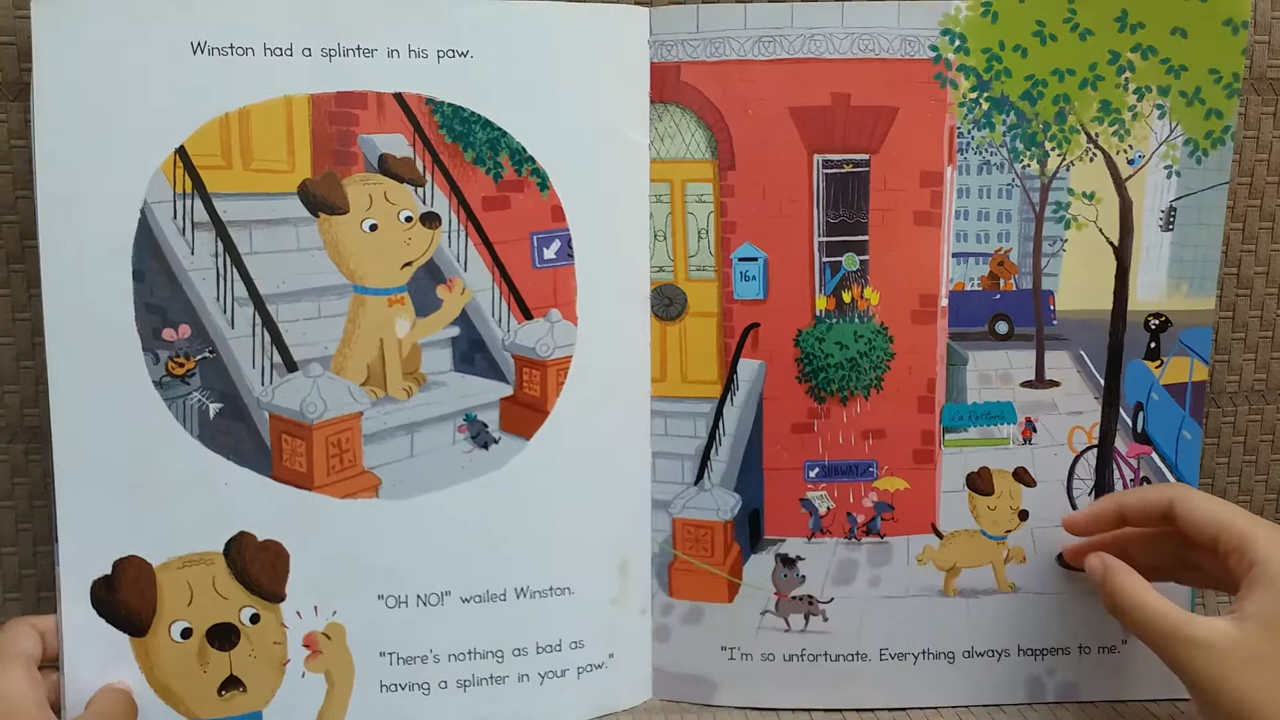 Winston had a splinter in his paw.
"OH NO!" wailed Winston.
"There's nothing as bad as
having a splinter in your paw."
16A
SUBWAY
"I'm so unfortunate. Everything always happens to me."